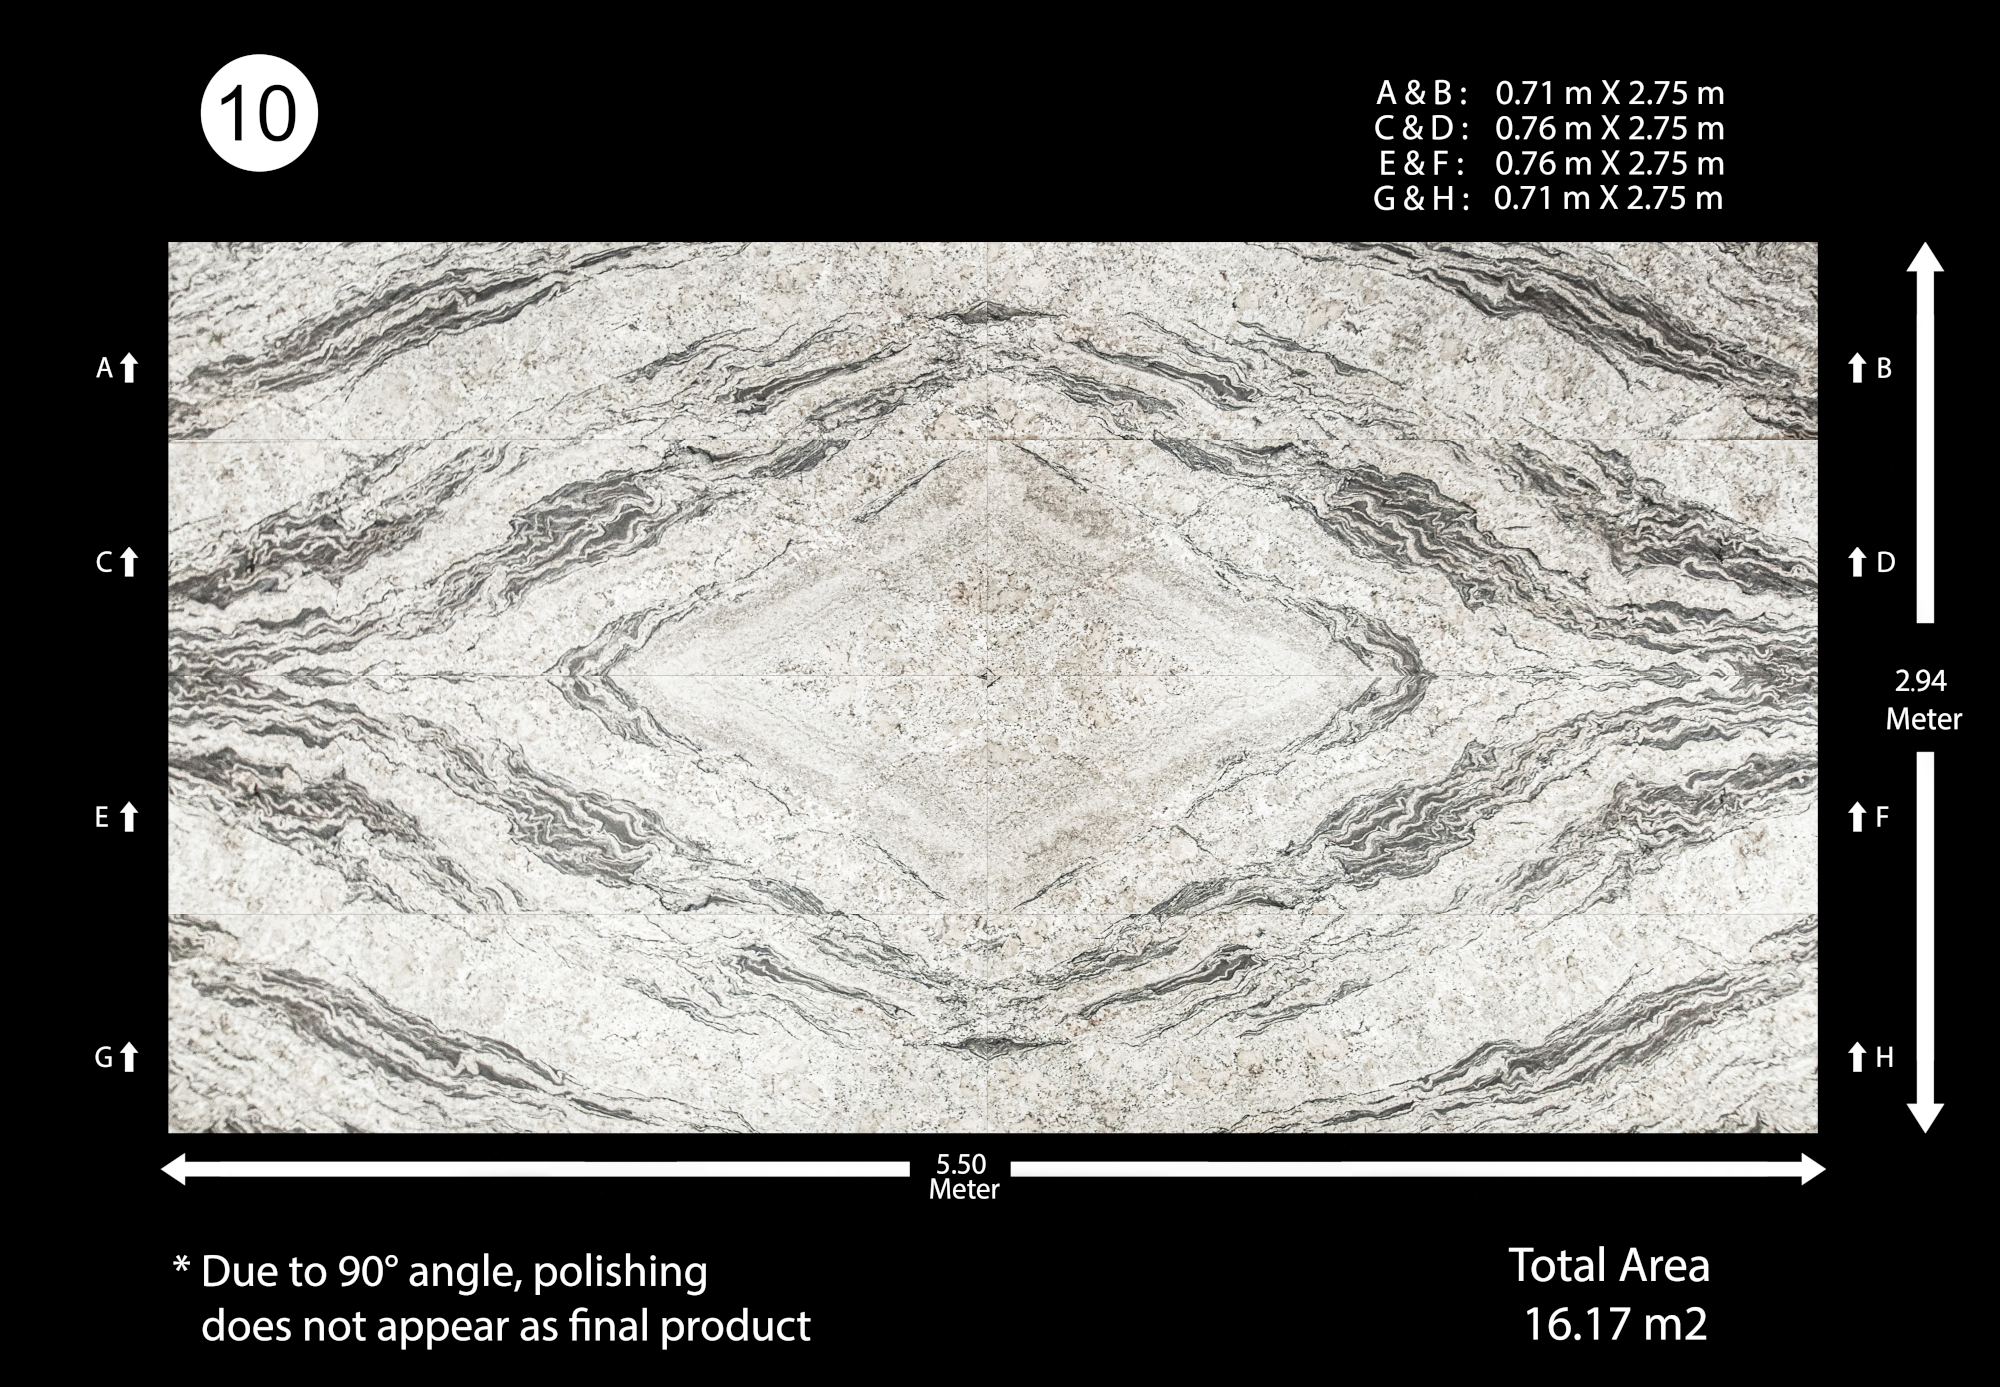 10
A & B : 0.71 m X 2.75 m
C & D : 0.76 m X 2.75 m
E & F : 0.76 m X 2.75 m
G & H : 0.71 m X 2.75 m
A
B
C
D
2.94
Meter
E
F
G
H
5.50
Meter
* Due to 90° angle, polishing
does not appear as final product
Total Area
16.17 m2